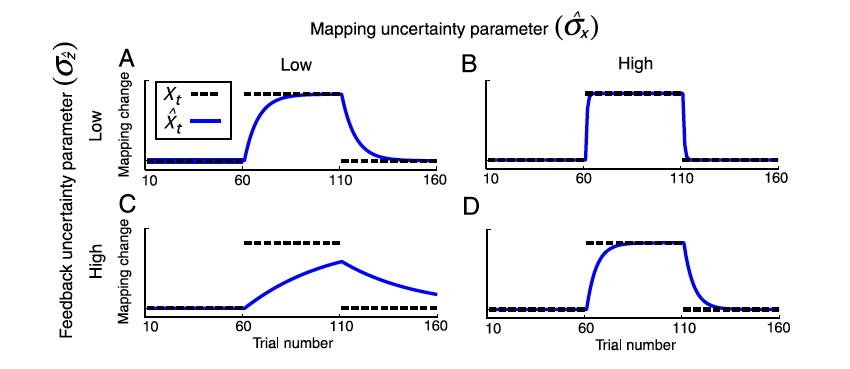 Mapping uncertainty parameter (σ̂ₓ)
Feedback uncertainty parameter (σ_ẑ)
Low
High
Low
High
A
Mapping change
Xₜ
X̂ₜ
10 60 110 160
B
10 60 110 160
C
Mapping change
10 60 110 160
Trial number
D
10 60 110 160
Trial number